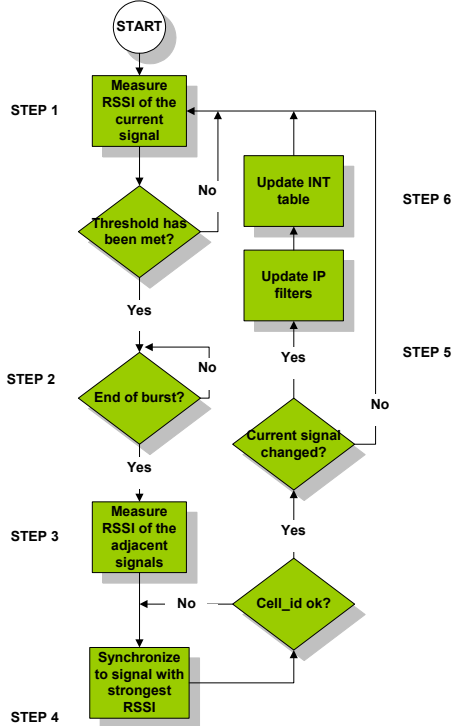 START
STEP 1
Measure
RSSI of the
current
signal
No
Threshold has
been met?
Yes
STEP 2
No
End of burst?
Yes
STEP 3
Measure
RSSI of the
adjacent
signals
No
Synchronize
to signal with
strongest
RSSI
STEP 4
Cell_id ok?
Yes
Current signal
changed?
No
Yes
STEP 5
Update IP
filters
Update INT
table
STEP 6